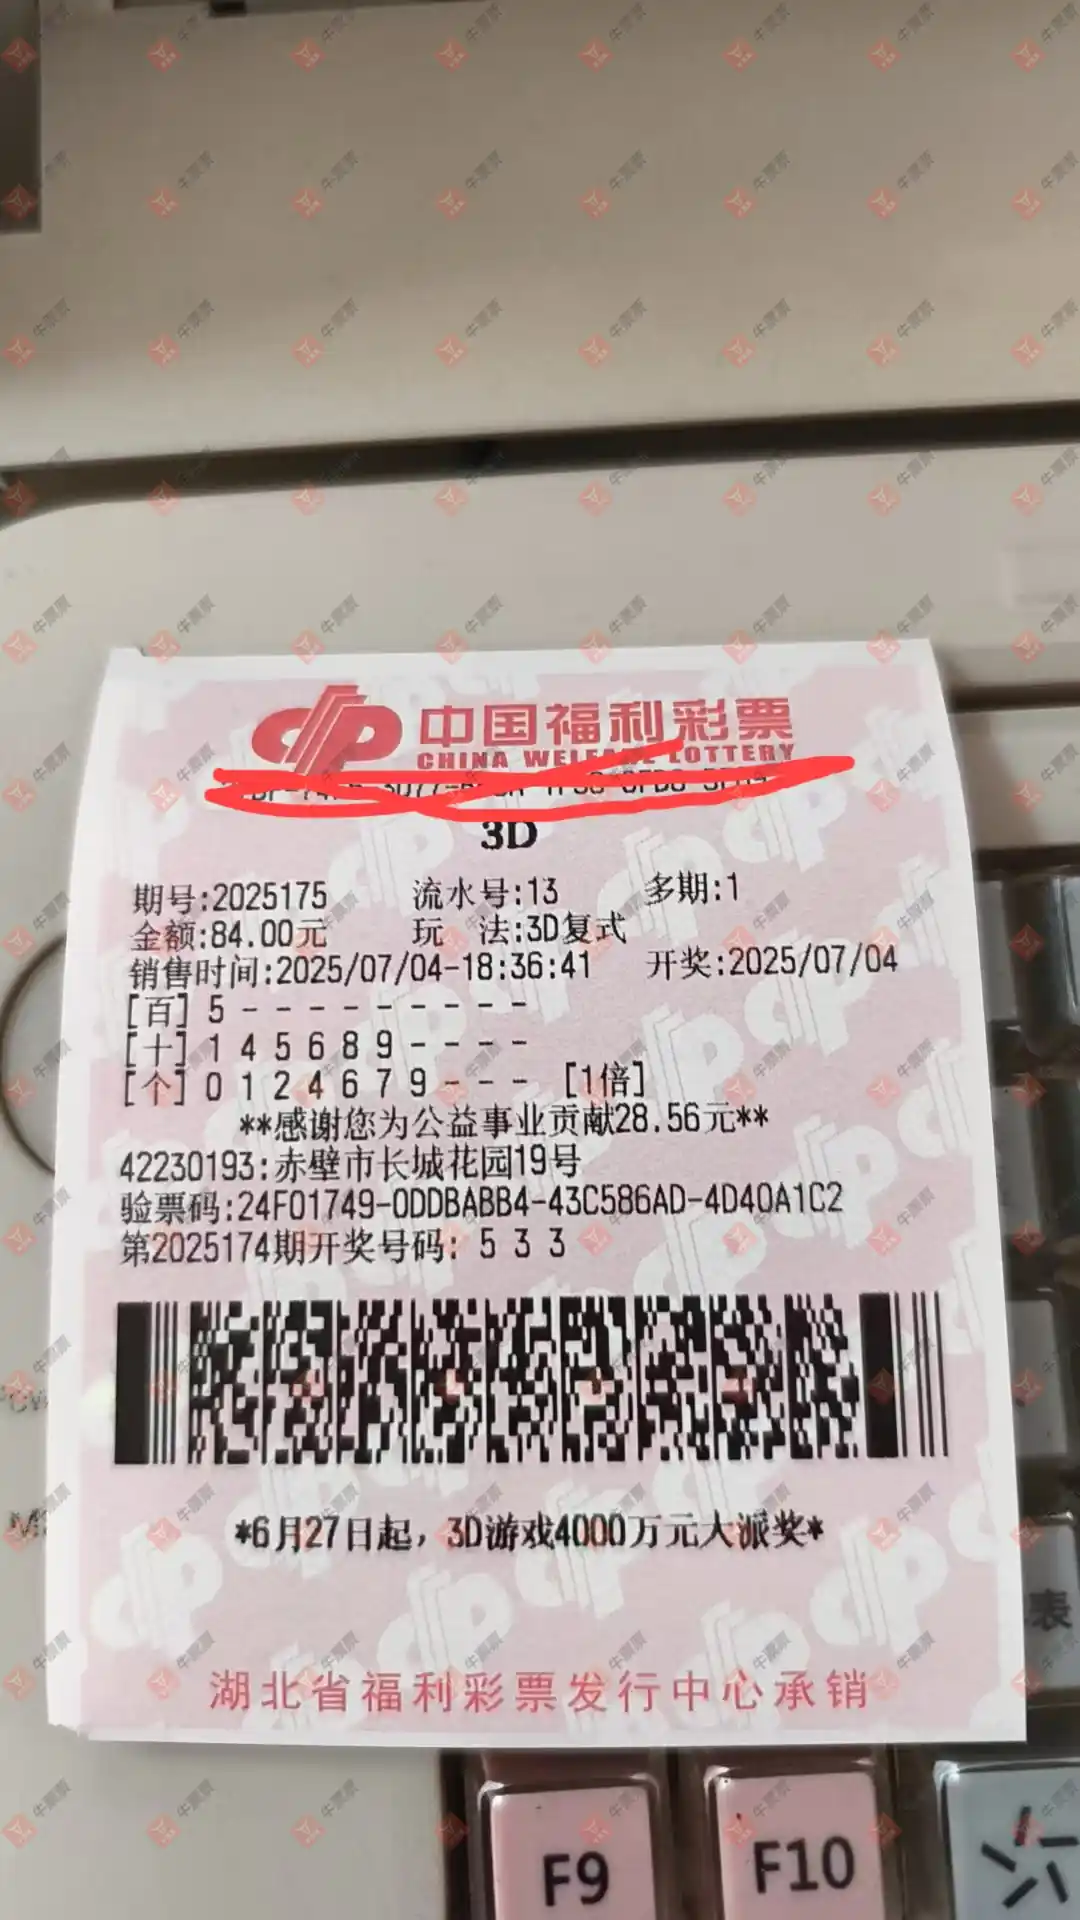 中国福利彩票
CHINA WELFARE LOTTERY
3D
期号:2025175 流水号:13 多期:1
金额:84.00元 玩 法:3D复式
销售时间:2025/07/04-18:36:41 开奖:2025/07/04
[百] 5 - - - - - - - - -
[十] 1 4 5 6 8 9 - - - -
[个] 0 1 2 4 6 7 9 - - - [1倍]
**感谢您为公益事业贡献28.56元**
42230193:赤壁市长城花园19号
验票码:24F01749-0DDBABB4-43C586AD-4D40A1C2
第2025174期开奖号码: 5 3 3
*6月27日起，3D游戏4000万元大派奖*
湖北省福利彩票发行中心承销
表
F9
F10
牛票票